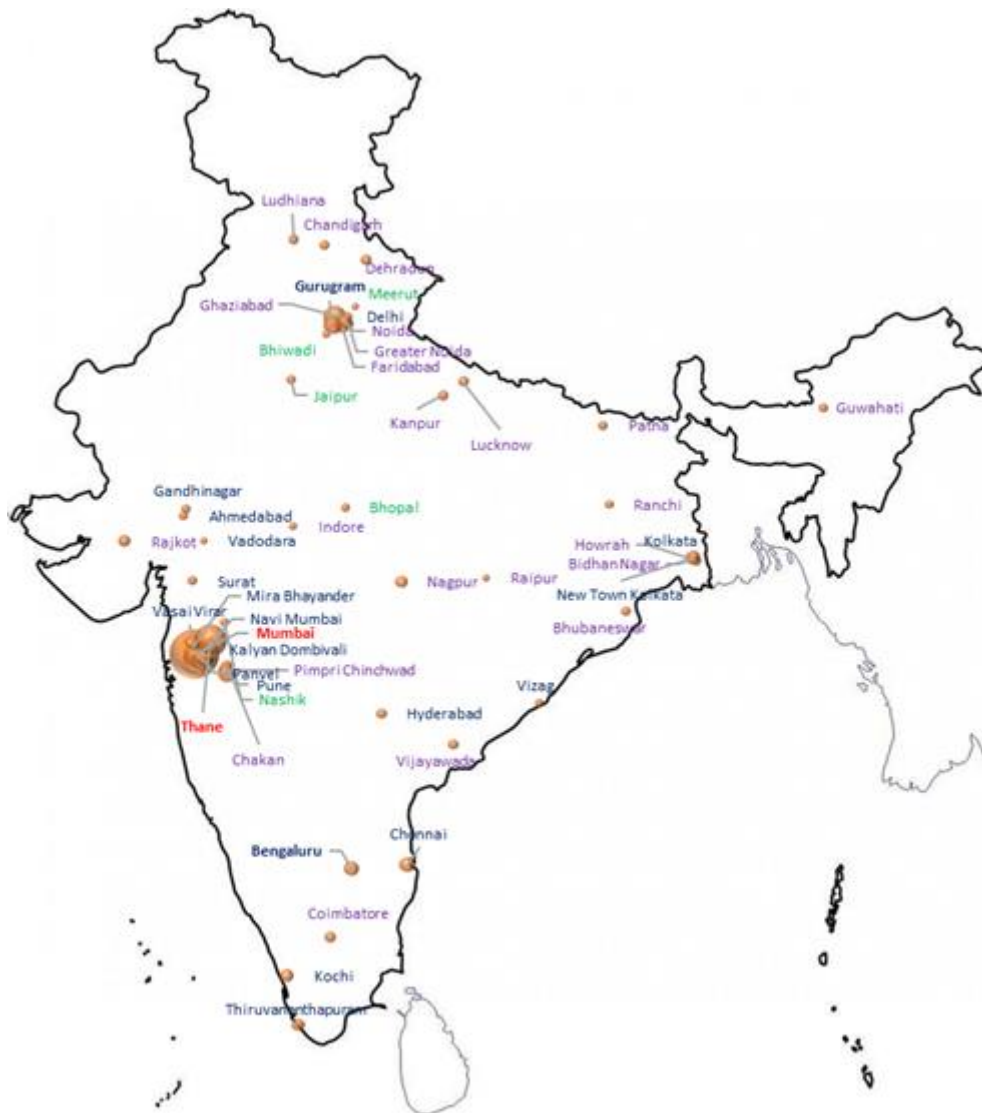 Ludhiana
Chandigarh
Dehradun
Gurugram
Meerut
Ghaziabad
Delhi
Noida
Bhiwadi
Greater Noida
Faridabad
Jaipur
Kanpur
Guwahati
Patna
Lucknow
Gandhinagar
Bhopal
Ranchi
Ahmedabad
Indore
Rajkot
Vadodara
Kolkata
Howrah
Bidhan Nagar
Surat
Nagpur
Raipur
Mira Bhayander
New Town Kolkata
Vasai Virar
Navi Mumbai
Bhubaneswar
Mumbai
Kalyan Dombivali
Panvel
Pimpri Chinchwad
Pune
Vizag
Nashik
Hyderabad
Thane
Chakan
Vijayawada
Chennai
Bengaluru
Coimbatore
Kochi
Thiruvananthapuram